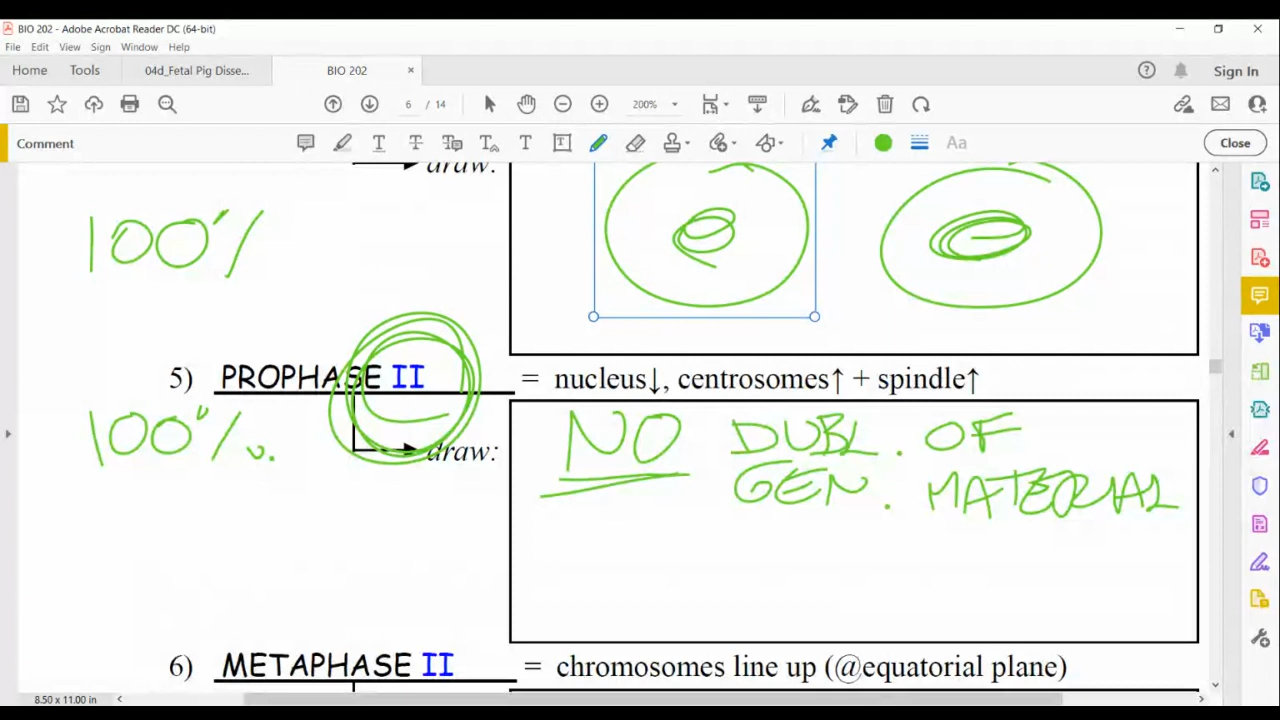 BIO 202 - Adobe Acrobat Reader DC (64-bit)
File Edit View Sign Window Help
Home Tools 04d_Fetal Pig Disse... BIO 202 × Sign In
6 / 14 200%
Comment Aa Close
draw:
100%
5) PROPHASE II = nucleus↓, centrosomes↑ + spindle↑
100%
draw:
NO DUBL. OF
GEN. MATERIAL
6) METAPHASE II = chromosomes line up (@equatorial plane)
8.50 x 11.00 in